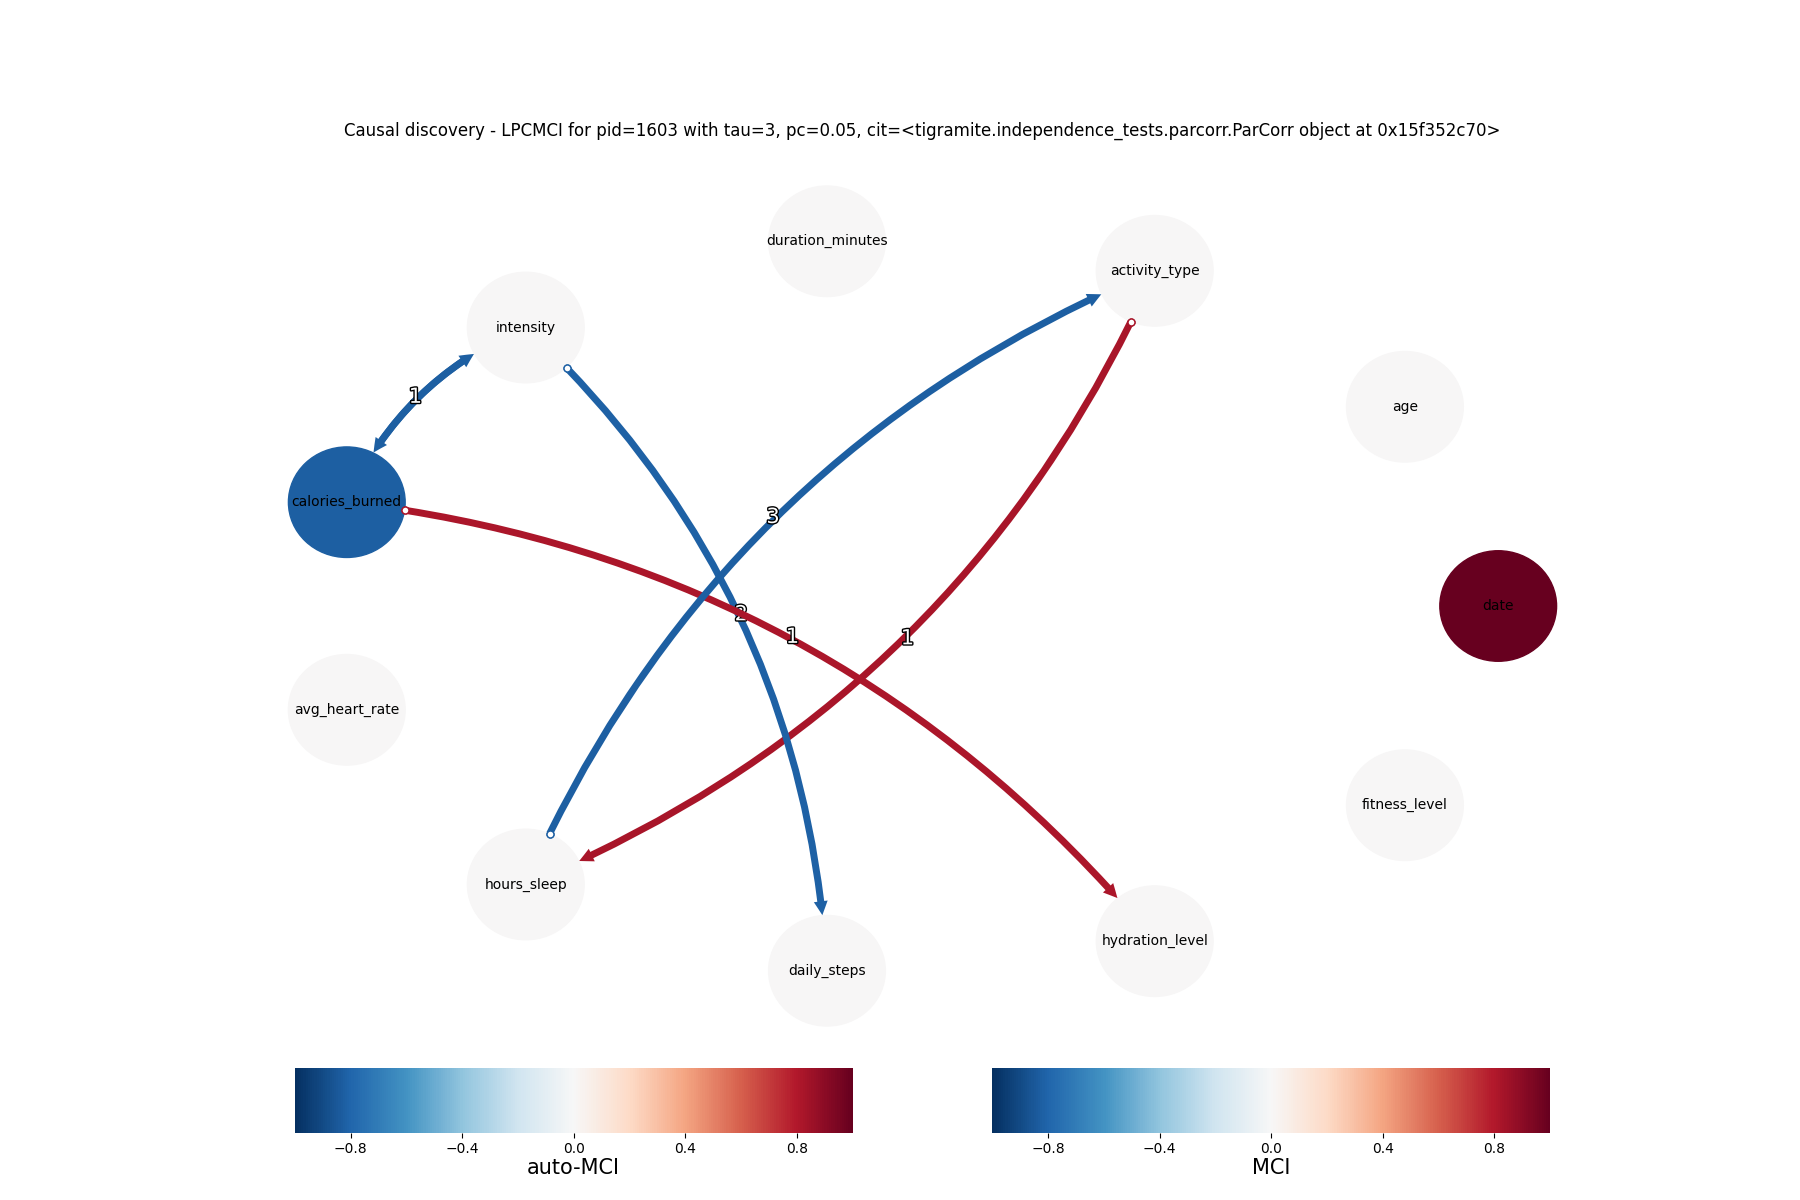 Causal discovery - LPCMCI for pid=1603 with tau=3, pc=0.05, cit=<tigramite.independence_tests.parcorr.ParCorr object at 0x15f352c70>
duration_minutes
activity_type
intensity
1
age
calories_burned
3
date
2
1
1
avg_heart_rate
fitness_level
hours_sleep
hydration_level
daily_steps
−0.8 −0.4 0.0 0.4 0.8
auto-MCI
−0.8 −0.4 0.0 0.4 0.8
MCI